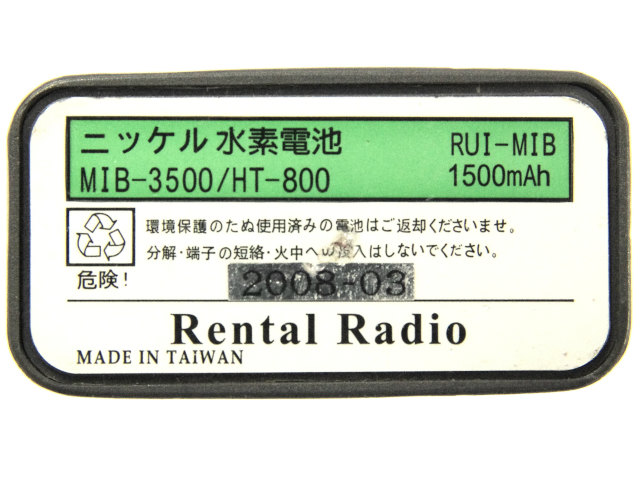 ニッケル水素電池 RUI-MIB
MIB-3500/HT-800 1500mAh
環境保護のたぬ使用済みの電池はご返却くださいませ。
分解・端子の短絡・火中への投入はしないでください。
危険!
2008-03
Rental Radio
MADE IN TAIWAN